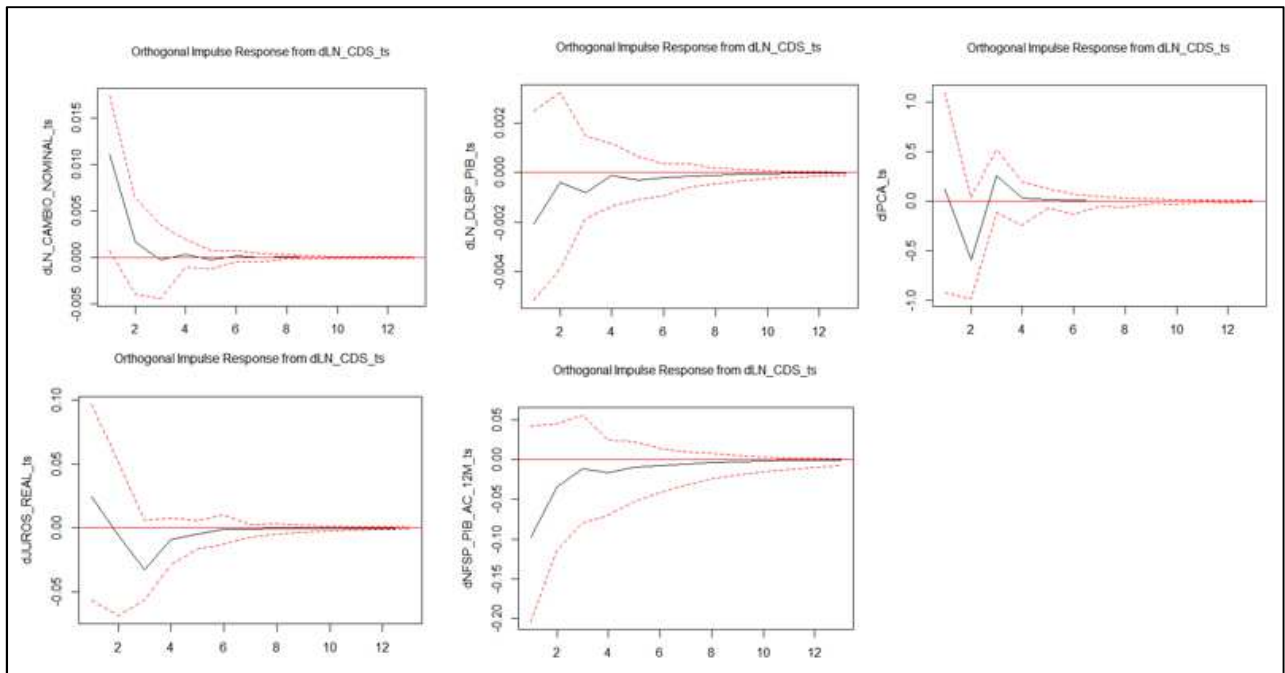 Orthogonal Impulse Response from dLN_CDS_ts
dLN_CAMBIO_NOMINAL_ts
0.015
0.010
0.005
0.000
-0.005
2 4 6 8 10 12
Orthogonal Impulse Response from dLN_CDS_ts
dLN_DLSP_PIB_ts
0.002
0.000
-0.002
-0.004
2 4 6 8 10 12
Orthogonal Impulse Response from dLN_CDS_ts
dIPCA_ts
1.0
0.5
0.0
-0.5
-1.0
2 4 6 8 10 12
Orthogonal Impulse Response from dLN_CDS_ts
dJUROS_REAL_ts
0.10
0.05
0.00
-0.05
2 4 6 8 10 12
Orthogonal Impulse Response from dLN_CDS_ts
dNFSP_PIB_AC_12M_ts
0.05
0.00
-0.05
-0.10
-0.15
-0.20
2 4 6 8 10 12